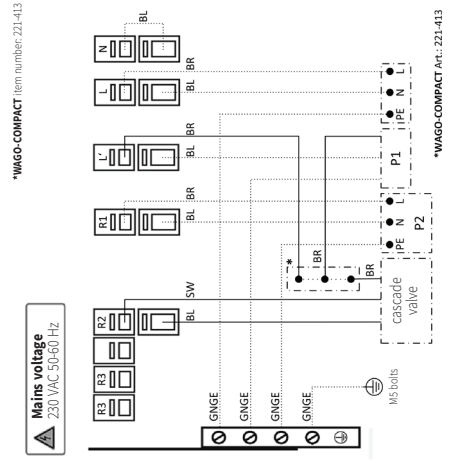 *WAGO-COMPACT item number: 221-413
Mains voltage
230 VAC 50-60 Hz
R3
R3
R2
R1
L'
L
N
BL
BR
BL
BR
BL
BR
BL
SW
BL
*
BR
BR
GNGE
GNGE
GNGE
GNGE
M5 bolts
cascade
valve
PE
N
L
P2
P1
PE
N
L
*WAGO-COMPACT Art.: 221-413